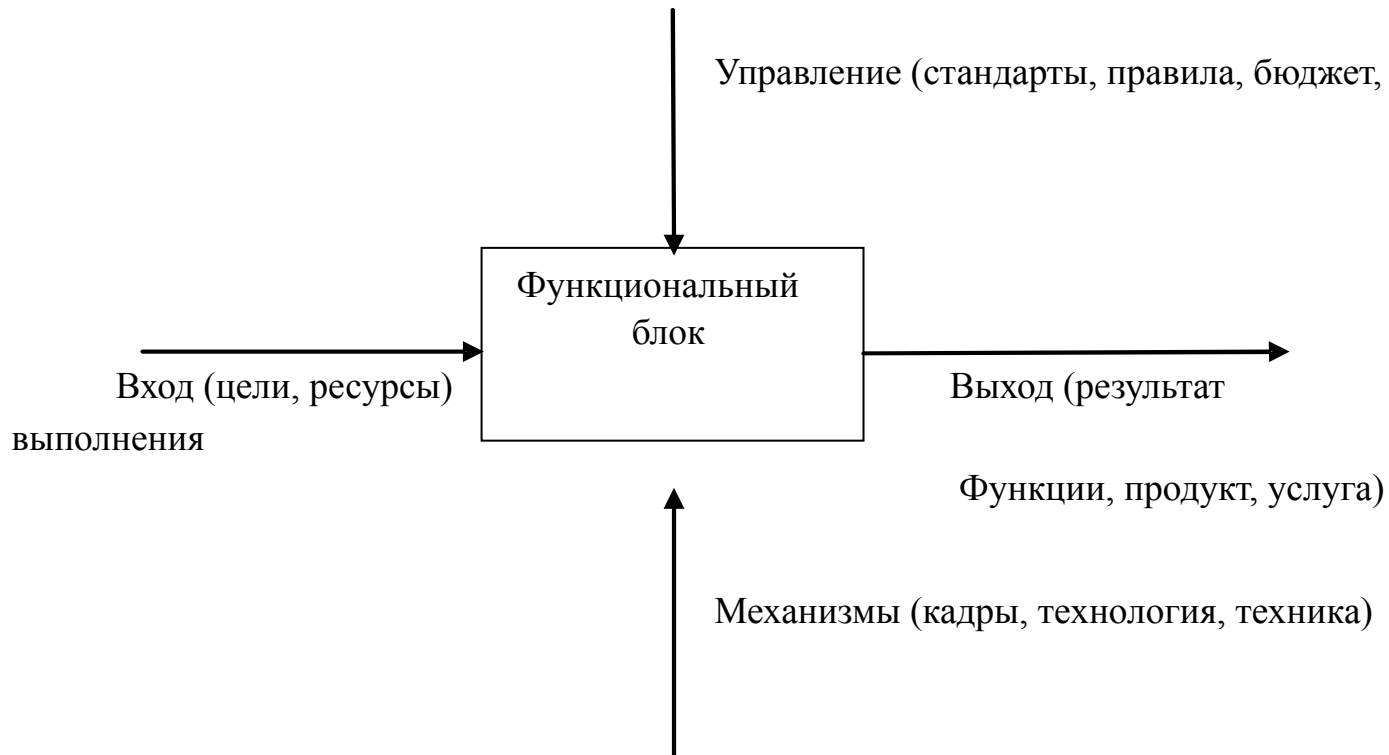 Управление (стандарты, правила, бюджет,
Функциональный
блок
Вход (цели, ресурсы)
Выход (результат
выполнения
Функции, продукт, услуга)
Механизмы (кадры, технология, техника)